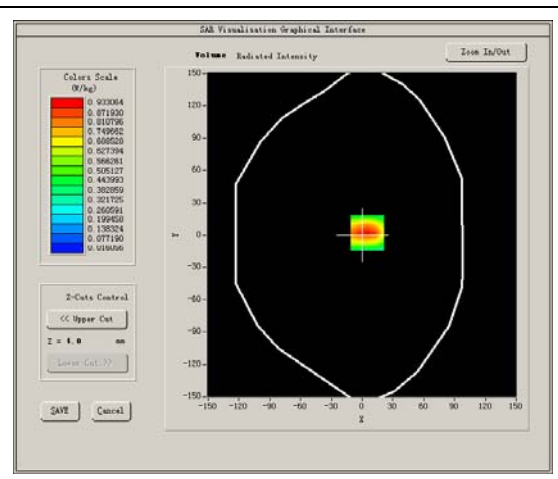 SAR Visualisation Graphical Interface
Volume Radiated Intensity
Zoom In/Out
Colors Scale
(W/kg)
0.933064
0.871930
0.810796
0.749662
0.688528
0.627394
0.566261
0.505127
0.443993
0.382859
0.321725
0.260591
0.199458
0.138324
0.077190
0.016056
150
120
90
60
30
Y
0
-30
-60
-90
-120
-150
-150 -120 -90 -60 -30 0 30 60 90 120 150
X
Z-Cuts Control
<< Upper Cut
Z = 4.0 mm
Lower Cut >>
SAVE Cancel